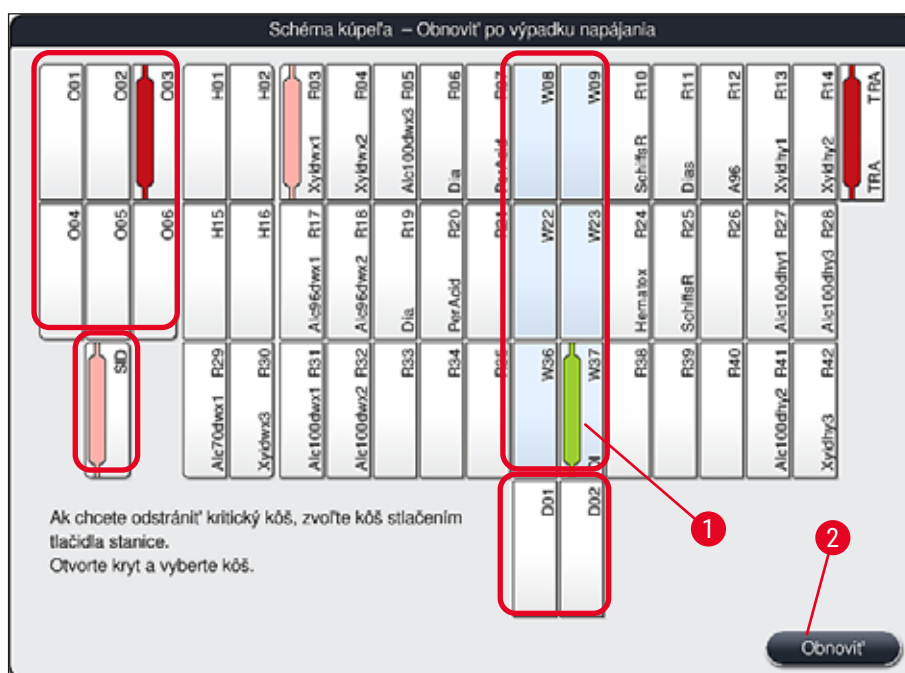 Schéma kúpeľa – Obnoviť po výpadku napájania
O01
O02
O03
H01
H02
Xyldwx1 R03
Xyldwx2 R04
Alc100dwx3 R05
Dia R06
PerAcid R07
W08
W09
SchiffsR R10
Dias R11
A96 R12
Xyldhy1 R13
Xyldhy2 R14
TRA TRA
O04
O05
O06
H15
H16
Alc96dwx1 R17
Alc96dwx2 R18
Dia R19
PerAcid R20
R21
W22
W23
Hematox R24
SchiffsR R25
R26
Alc100dhy1 R27
Alc100dhy3 R28
SID
Alc70dwx1 R29
Xyldwx3 R30
Alc100dwx1 R31
Alc100dwx2 R32
R33
R34
R35
W36
DI W37
R38
R39
R40
Alc100dhy2 R41
Xyldhy3 R42
D01
D02
Ak chcete odstrániť kritický kôš, zvoľte kôš stlačením
tlačidla stanice.
Otvorte kryt a vyberte kôš.
1
2
Obnoviť